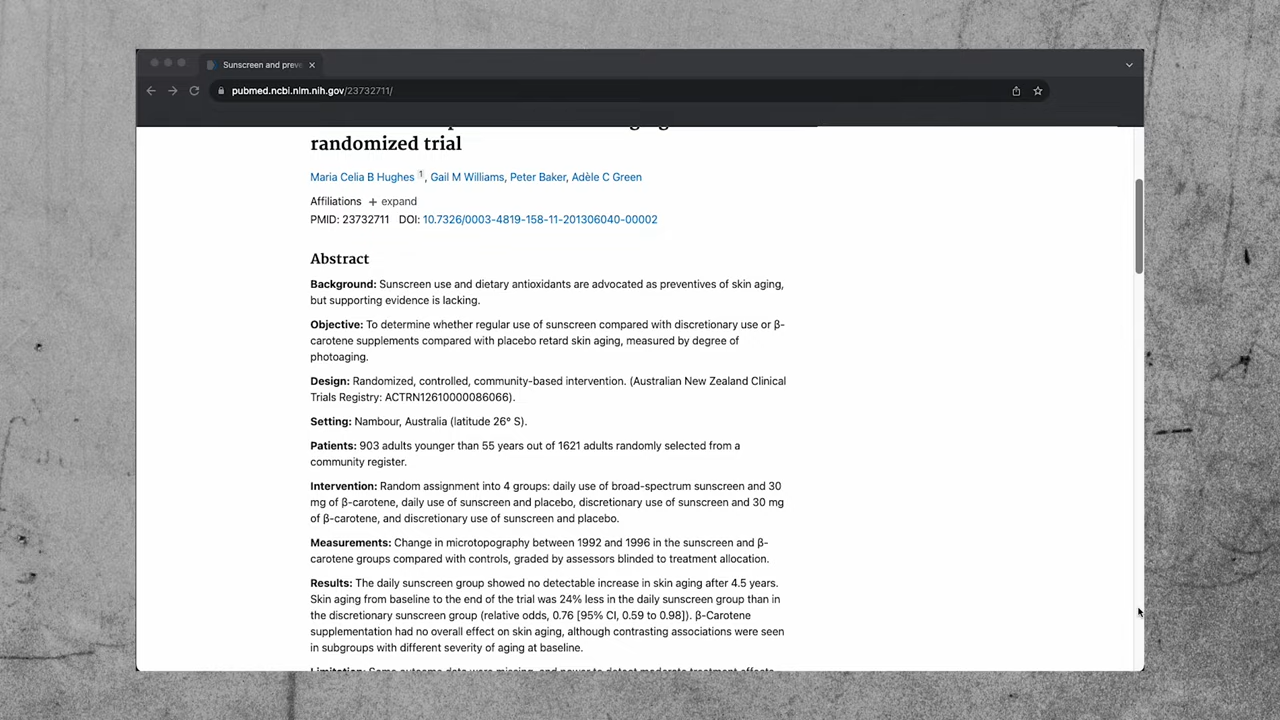 Sunscreen and preve
pubmed.ncbi.nlm.nih.gov/23732711/
randomized trial
Maria Celia B Hughes 1, Gail M Williams, Peter Baker, Adèle C Green
Affiliations + expand
PMID: 23732711 DOI: 10.7326/0003-4819-158-11-201306040-00002
Abstract
Background: Sunscreen use and dietary antioxidants are advocated as preventives of skin aging,
but supporting evidence is lacking.
Objective: To determine whether regular use of sunscreen compared with discretionary use or β-
carotene supplements compared with placebo retard skin aging, measured by degree of
photoaging.
Design: Randomized, controlled, community-based intervention. (Australian New Zealand Clinical
Trials Registry: ACTRN12610000086066).
Setting: Nambour, Australia (latitude 26° S).
Patients: 903 adults younger than 55 years out of 1621 adults randomly selected from a
community register.
Intervention: Random assignment into 4 groups: daily use of broad-spectrum sunscreen and 30
mg of β-carotene, daily use of sunscreen and placebo, discretionary use of sunscreen and 30 mg
of β-carotene, and discretionary use of sunscreen and placebo.
Measurements: Change in microtopography between 1992 and 1996 in the sunscreen and β-
carotene groups compared with controls, graded by assessors blinded to treatment allocation.
Results: The daily sunscreen group showed no detectable increase in skin aging after 4.5 years.
Skin aging from baseline to the end of the trial was 24% less in the daily sunscreen group than in
the discretionary sunscreen group (relative odds, 0.76 [95% CI, 0.59 to 0.98]). β-Carotene
supplementation had no overall effect on skin aging, although contrasting associations were seen
in subgroups with different severity of aging at baseline.
Limitation: Some outcome data were missing, and power to detect moderate treatment effects